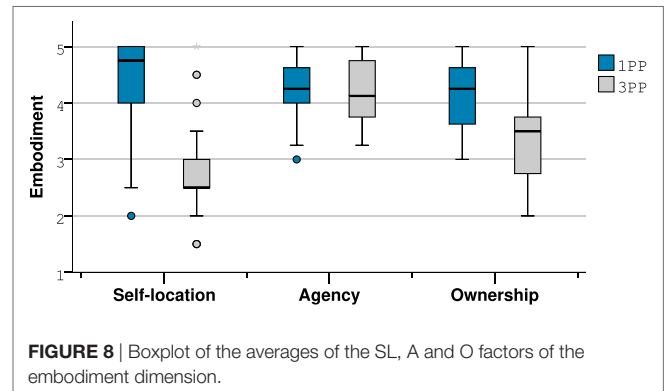 5
4
3
2
1
Embodiment
1PP
3PP
Self-location Agency Ownership
FIGURE 8 | Boxplot of the averages of the SL, A and O factors of the
embodiment dimension.